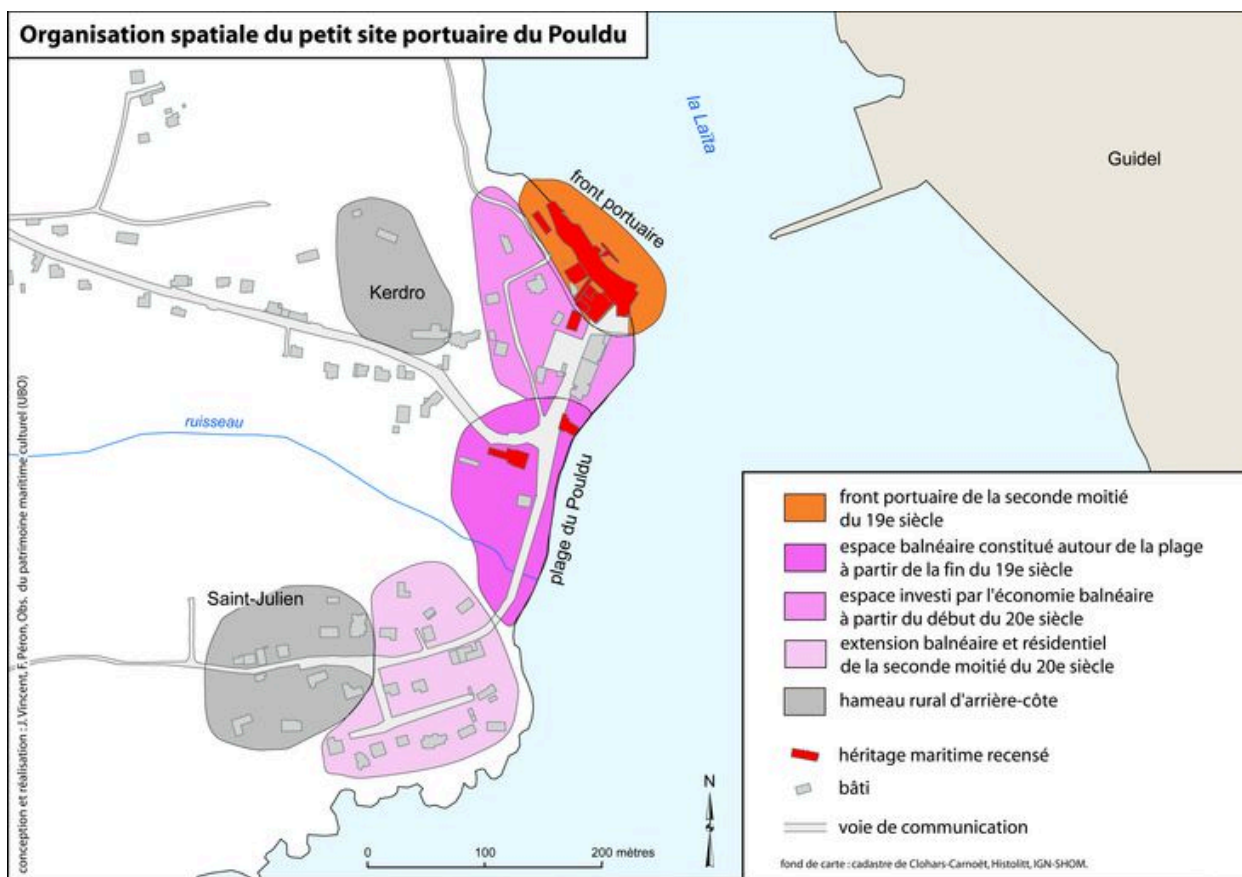 Organisation spatiale du petit site portuaire du Pouldu
la Laïta
Guidel
front portuaire
Kerdro
ruisseau
plage du Pouldu
Saint-Julien
front portuaire de la seconde moitié
du 19e siècle
espace balnéaire constitué autour de la plage
à partir de la fin du 19e siècle
espace investi par l'économie balnéaire
à partir du début du 20e siècle
extension balnéaire et résidentiel
de la seconde moitié du 20e siècle
hameau rural d'arrière-côte
héritage maritime recensé
bâti
voie de communication
fond de carte : cadastre de Clohars-Carnoët, Histolitt, IGN-SHOM.
N
0 100 200 mètres
conception et réalisation : J. Vincent, F. Péron, Obs. du patrimoine maritime culturel (UBO)